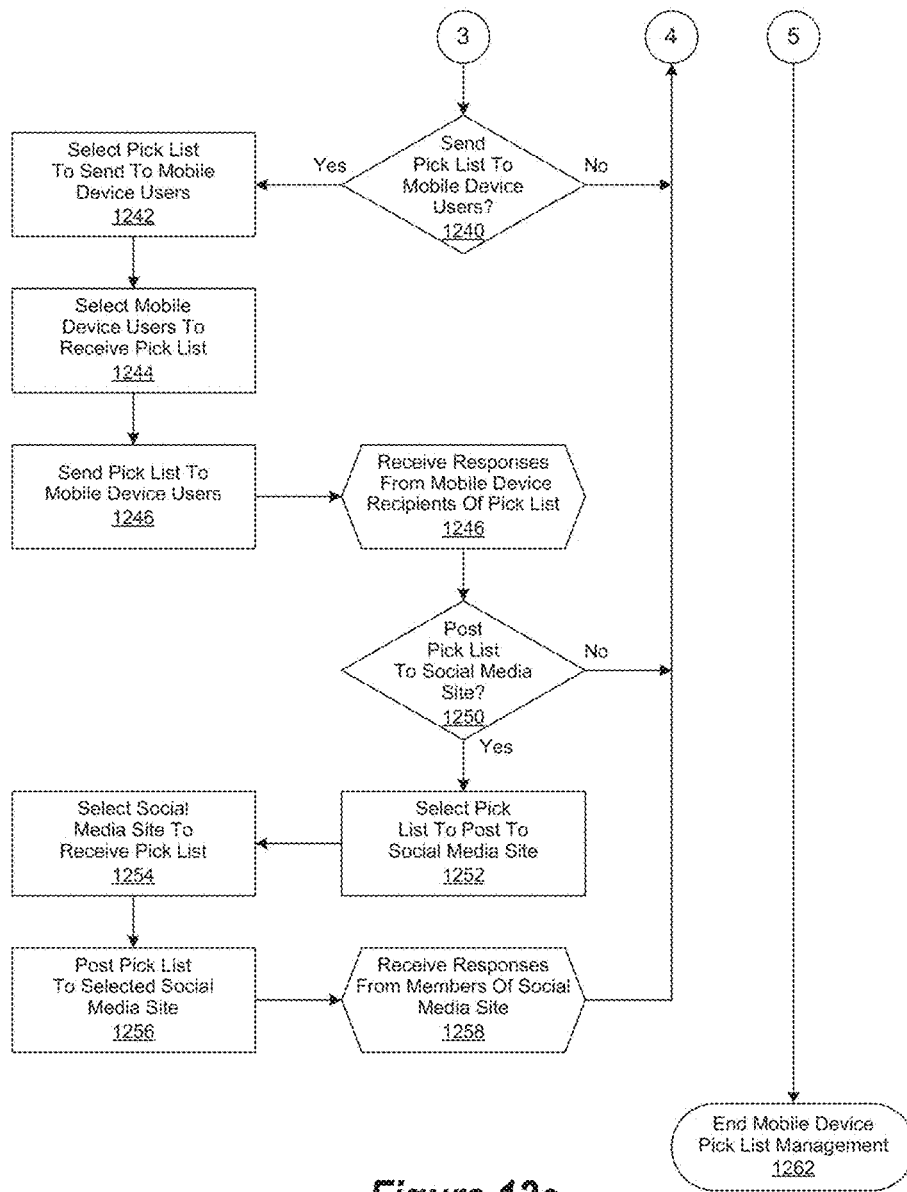 3
4
5
Send
Pick List To
Mobile Device
Users?
1240
Yes
No
Select Pick List
To Send To Mobile
Device Users
1242
Select Mobile
Device Users To
Receive Pick List
1244
Send Pick List To
Mobile Device Users
1246
Receive Responses
From Mobile Device
Recipients Of Pick List
1246
Post
Pick List
To Social Media
Site?
1250
No
Yes
Select Social
Media Site To
Receive Pick List
1254
Select Pick
List To Post To
Social Media Site
1252
Post Pick List
To Selected Social
Media Site
1256
Receive Responses
From Members Of Social
Media Site
1258
End Mobile Device
Pick List Management
1262
Figure